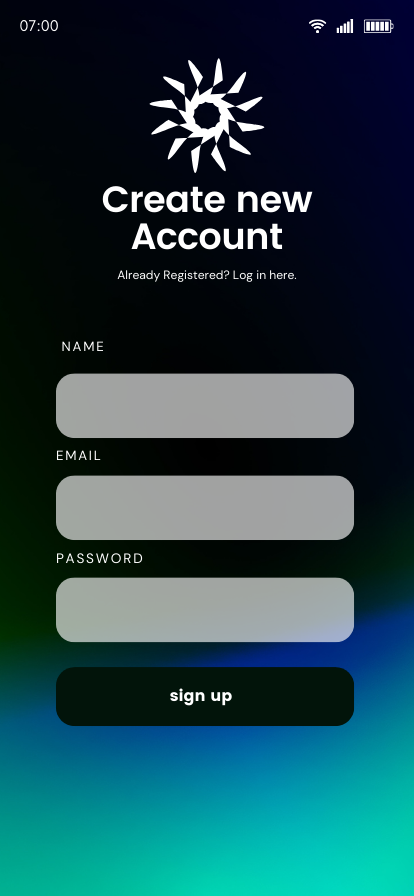 07:00
Create new
Account
Already Registered? Log in here.
NAME
EMAIL
PASSWORD
sign up